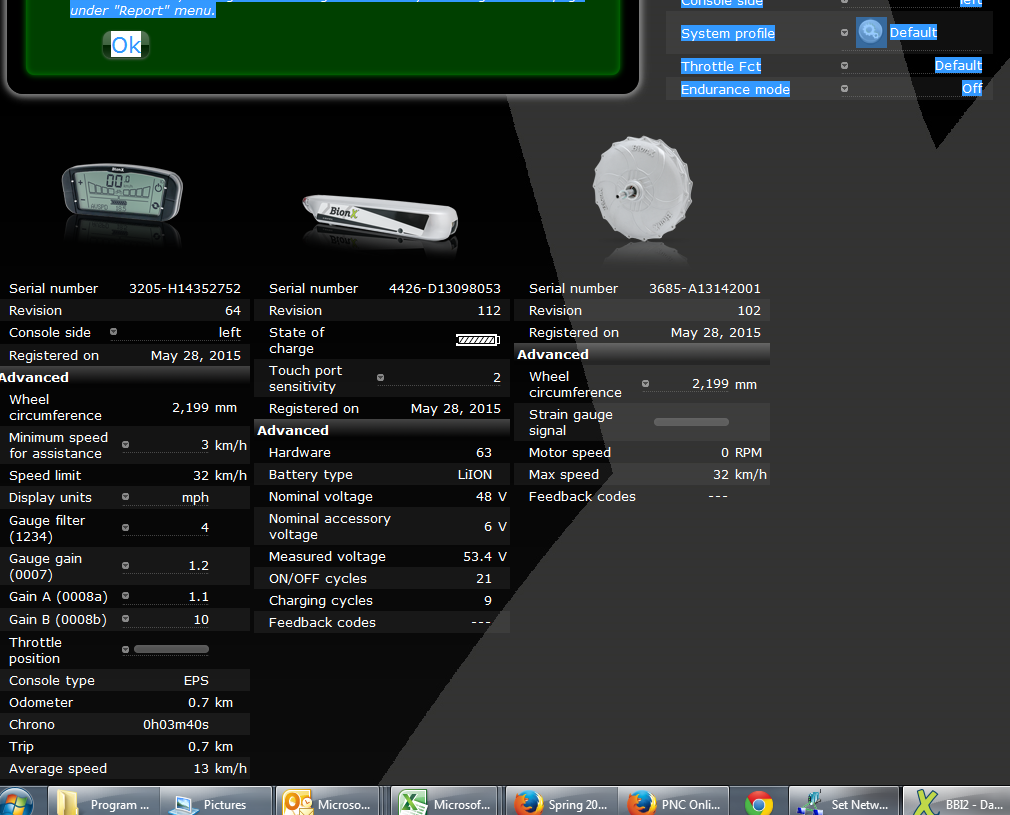 under "Report" menu.
Ok
Console side left
System profile Default
Throttle Fct Default
Endurance mode Off
BionX
00.0
BionX
BionX
Serial number 3205-H14352752
Revision 64
Console side left
Registered on May 28, 2015
Advanced
Wheel
circumference 2,199 mm
Minimum speed
for assistance 3 km/h
Speed limit 32 km/h
Display units mph
Gauge filter
(1234) 4
Gauge gain
(0007) 1.2
Gain A (0008a) 1.1
Gain B (0008b) 10
Throttle
position
Console type EPS
Odometer 0.7 km
Chrono 0h03m40s
Trip 0.7 km
Average speed 13 km/h
Serial number 4426-D13098053
Revision 112
State of
charge
Touch port
sensitivity 2
Registered on May 28, 2015
Advanced
Hardware 63
Battery type LiION
Nominal voltage 48 V
Nominal accessory
voltage 6 V
Measured voltage 53.4 V
ON/OFF cycles 21
Charging cycles 9
Feedback codes ---
Serial number 3685-A13142001
Revision 102
Registered on May 28, 2015
Advanced
Wheel
circumference 2,199 mm
Strain gauge
signal
Motor speed 0 RPM
Max speed 32 km/h
Feedback codes ---
Program ... Pictures Microso... Microsof... Spring 20... PNC Onli... Set Netw... BBI2 - Da...